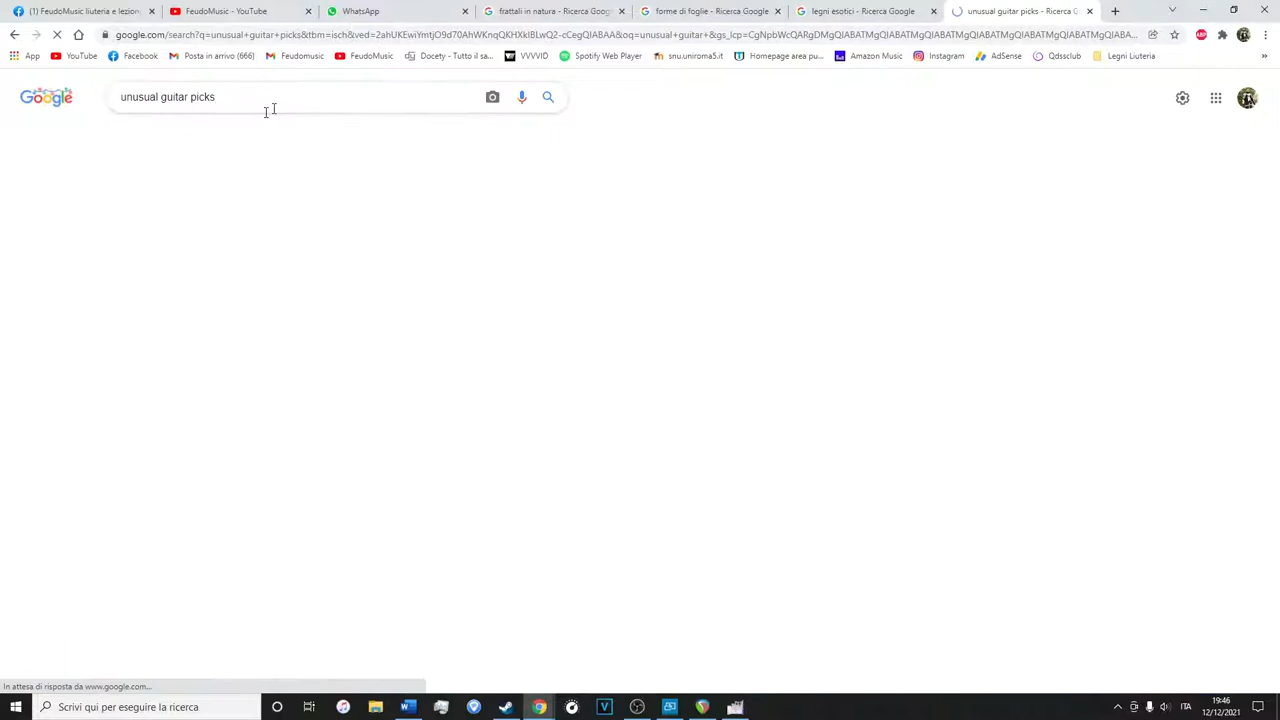 (1) FeudoMusic liuteria e lezion
FeudoMusic - YouTube
WhatsApp
frattali in natura - Ricerca Goog
forme di foglie - Ricerca Google
legni esotici - Ricerca Google
unusual guitar picks - Ricerca G
google.com/search?q=unusual+guitar+picks&tbm=isch&ved=2ahUKEwiYmtjO9d70AhWKnqQKHXkIBLwQ2-cCegQIABAA&oq=unusual+guitar+&gs_lcp=CgNpbWcQARgDMgQIABATMgQIABATMgQIABATMgQIABATMgQIABATMgQIABATMgQIABATMgQIABA...
App
YouTube
Facebook
Posta in arrivo (666)
Feudomusic
FeudoMusic
Docety - Tutto il sa...
VVVVID
Spotify Web Player
snu.uniroma5.it
Homepage area pu...
Amazon Music
Instagram
AdSense
Qdssclub
Legni Liuteria
»
Google
unusual guitar picks
In attesa di risposta da www.google.com...
Scrivi qui per eseguire la ricerca
ITA
19:46
12/12/2021